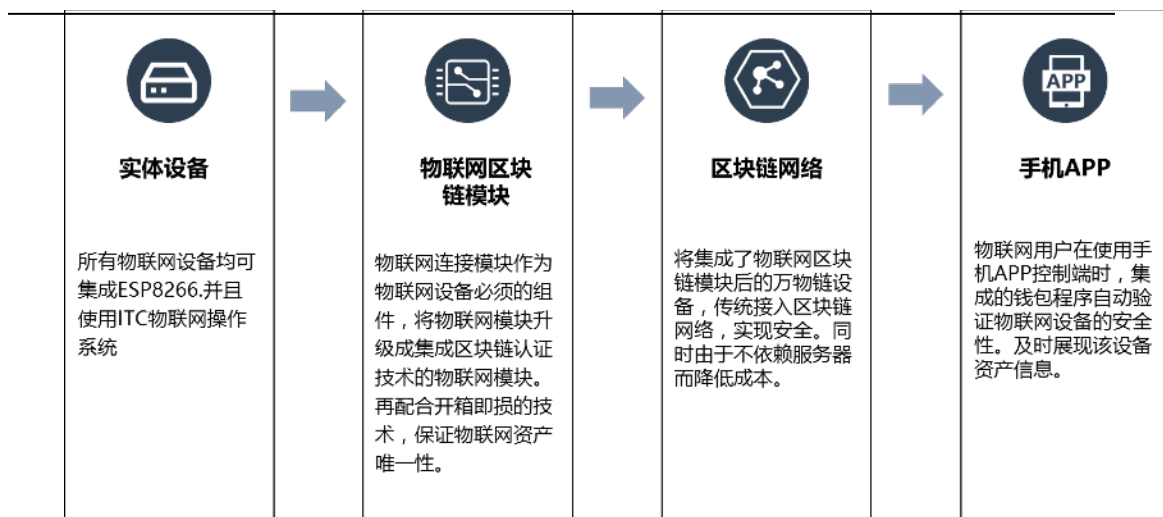 实体设备
所有物联网设备均可
集成ESP8266.并且
使用ITC物联网操作
系统
物联网区块
链模块
物联网连接模块作为
物联网设备必须的组
件，将物联网模块升
级成集成区块链认证
技术的物联网模块。
再配合开箱即损的技
术，保证物联网资产
唯一性。
区块链网络
将集成了物联网区块
链模块后的万物链设
备，传统接入区块链
网络，实现安全。同
时由于不依赖服务器
而降低成本。
APP
手机APP
物联网用户在使用手
机APP控制端时，集
成的钱包程序自动验
证物联网设备的安全
性。及时展现该设备
资产信息。